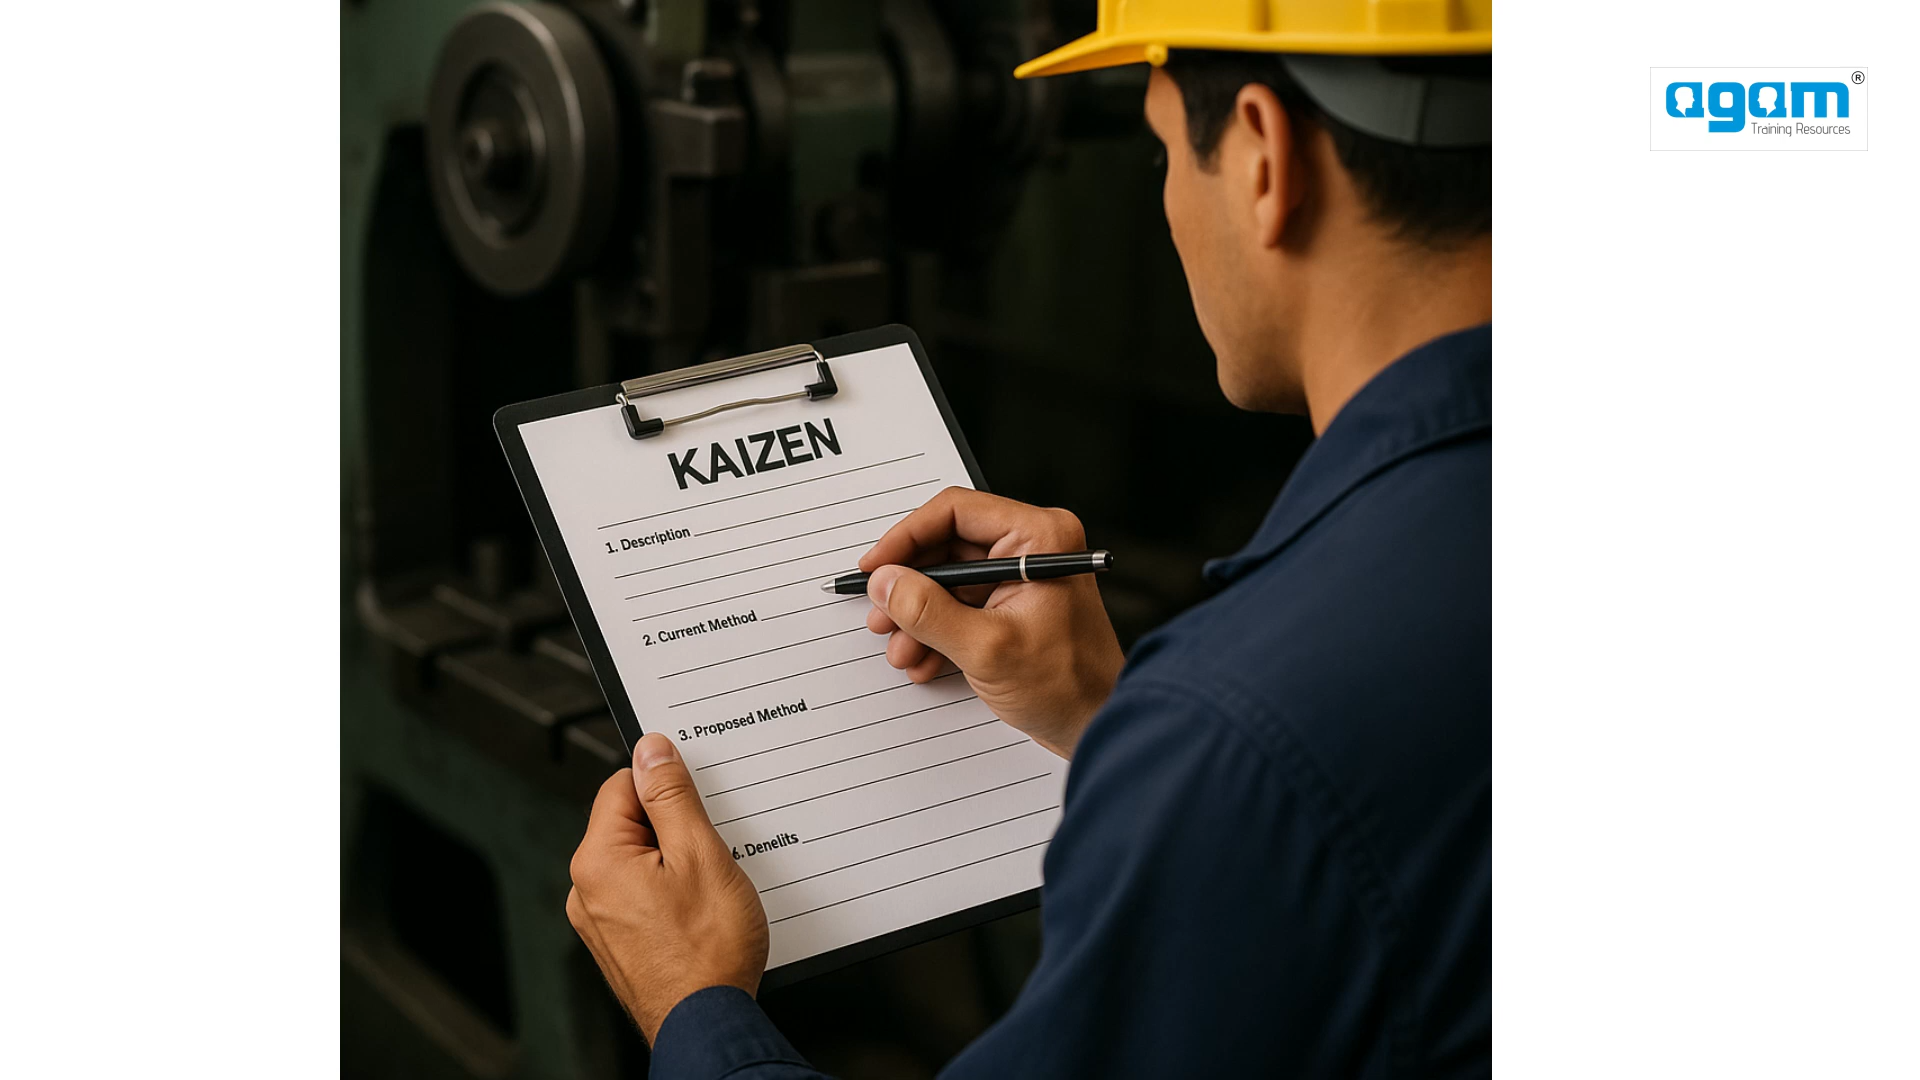 agam®
Training Resources
KAIZEN
1. Description
2. Current Method
3. Proposed Method
6. Denelits